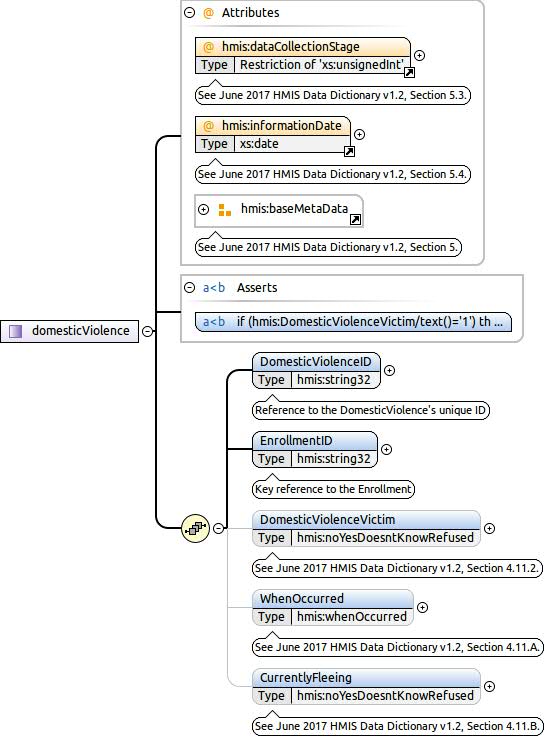 @ Attributes
@ hmis:dataCollectionStage
Type Restriction of 'xs:unsignedInt'
See June 2017 HMIS Data Dictionary v1.2, Section 5.3.
@ hmis:informationDate
Type xs:date
See June 2017 HMIS Data Dictionary v1.2, Section 5.4.
hmis:baseMetaData
See June 2017 HMIS Data Dictionary v1.2, Section 5.
a<b Asserts
a<b if (hmis:DomesticViolenceVictim/text()='1') th ...
domesticViolence
DomesticViolenceID
Type hmis:string32
Reference to the DomesticViolence's unique ID
EnrollmentID
Type hmis:string32
Key reference to the Enrollment
DomesticViolenceVictim
Type hmis:noYesDoesntKnowRefused
See June 2017 HMIS Data Dictionary v1.2, Section 4.11.2.
WhenOccurred
Type hmis:whenOccurred
See June 2017 HMIS Data Dictionary v1.2, Section 4.11.A.
CurrentlyFleeing
Type hmis:noYesDoesntKnowRefused
See June 2017 HMIS Data Dictionary v1.2, Section 4.11.B.